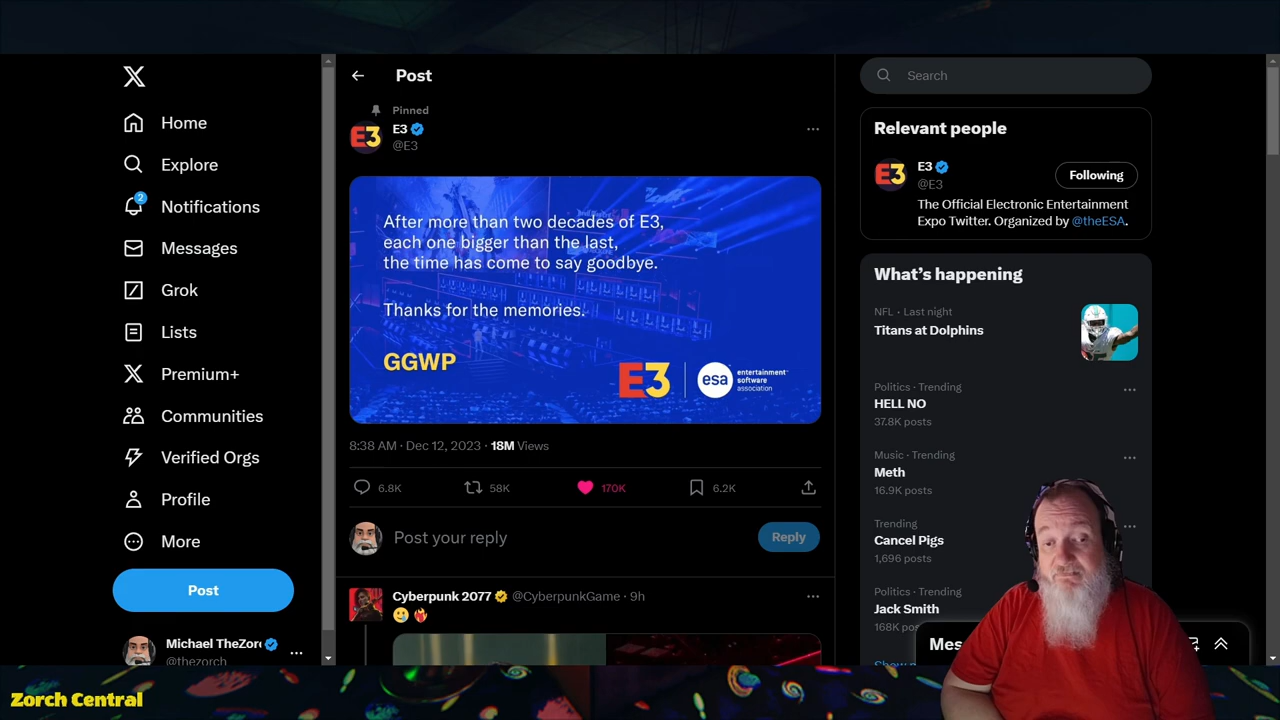 Home
Explore
2
Notifications
Messages
Grok
Lists
Premium+
Communities
Verified Orgs
Profile
More
Post
@thezorch
Post
Pinned
E3
@E3
After more than two decades of E3,
each one bigger than the last,
the time has come to say goodbye.
Thanks for the memories.
GGWP
E3
esa entertainment
software
association
8:38 AM · Dec 12, 2023 · 18M Views
6.8K 58K 170K 6.2K
Post your reply
Reply
Cyberpunk 2077 @CyberpunkGame · 9h
Search
Relevant people
E3
E3
@E3
Following
The Official Electronic Entertainment
Expo Twitter. Organized by @theESA.
What's happening
NFL · Last night
Titans at Dolphins
Politics · Trending
HELL NO
37.8K posts
Music · Trending
Meth
16.9K posts
Trending
Cancel Pigs
1,696 posts
Politics · Trending
Jack Smith
168K
Zorch Central